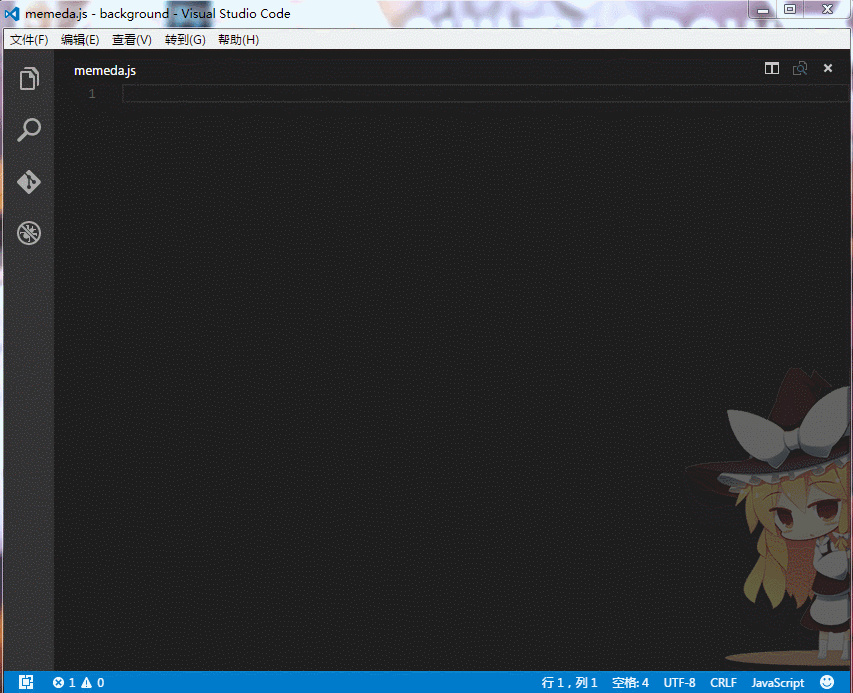 memeda.js - background - Visual Studio Code
文件(F) 编辑(E) 查看(V) 转到(G) 帮助(H)
memeda.js
1
1 0 行 1，列 1 空格: 4 UTF-8 CRLF JavaScript